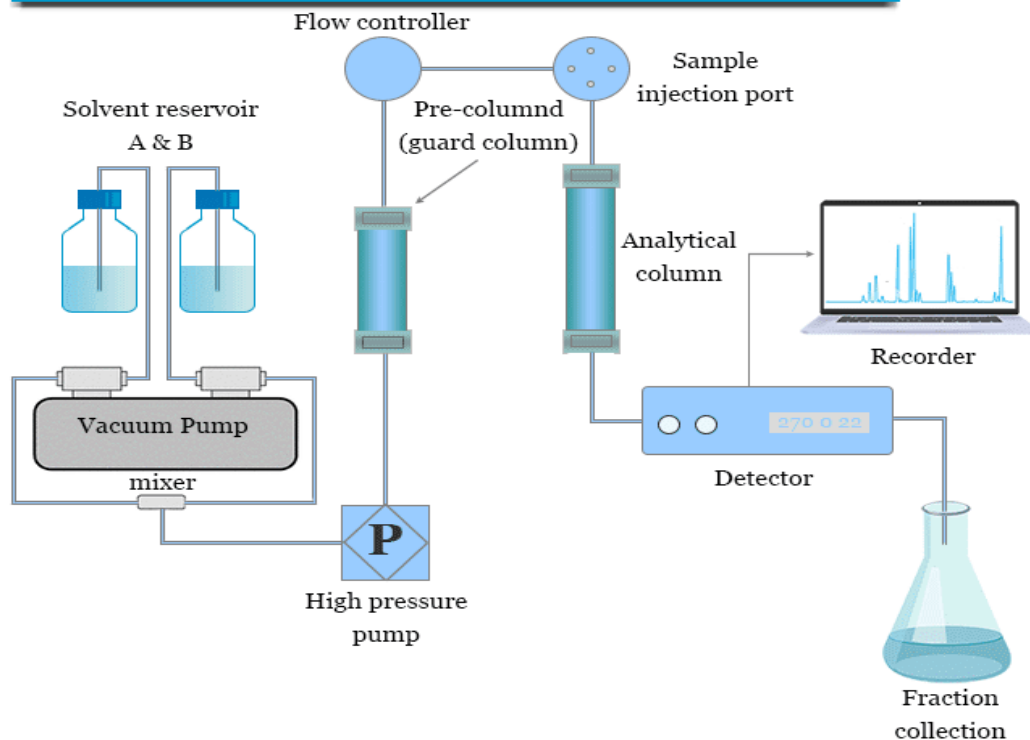 Flow controller
Solvent reservoir
A & B
Pre-columnd
(guard column)
Sample
injection port
Analytical
column
Recorder
Vacuum Pump
mixer
270 0 22
Detector
P
High pressure
pump
Fraction
collection